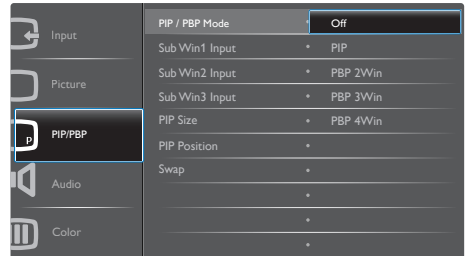 Input
Picture
P
PIP/PBP
Audio
Color
PIP / PBP Mode • Off
Sub Win1 Input • PIP
Sub Win2 Input • PBP 2Win
Sub Win3 Input • PBP 3Win
PIP Size • PBP 4Win
PIP Position •
Swap •
•
•
•